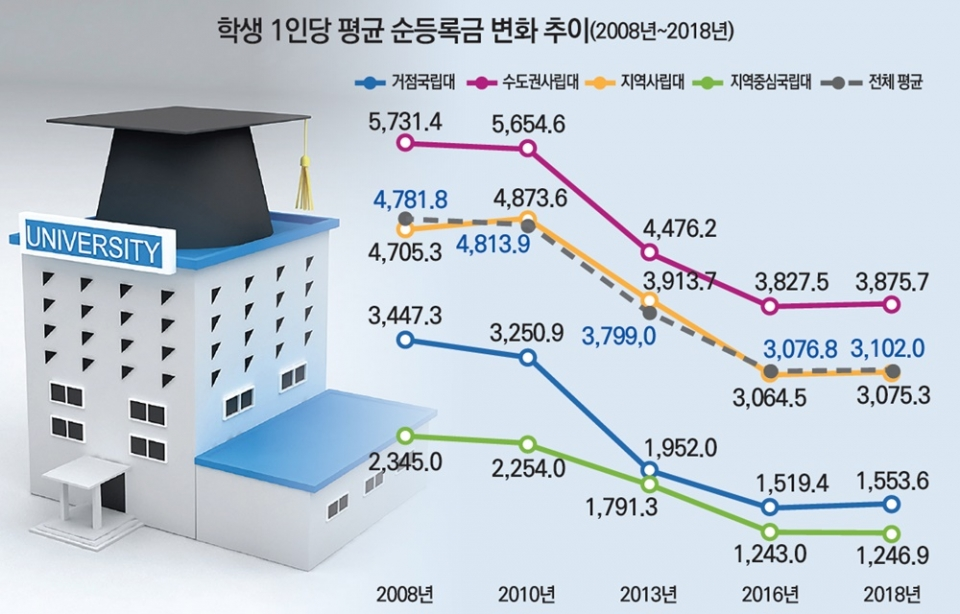 학생 1인당 평균 순등록금 변화 추이(2008년~2018년)
거점국립대 수도권사립대 지역사립대 지역중심국립대 전체 평균
5,731.4 5,654.6
4,781.8 4,873.6
4,476.2
UNIVERSITY
4,705.3 4,813.9
3,913.7 3,827.5 3,875.7
3,447.3 3,250.9 3,799,0 3,076.8 3,102.0
3,064.5 3,075.3
1,952.0
2,345.0 2,254.0 1,519.4 1,553.6
1,791.3
1,243.0 1,246.9
2008년 2010년 2013년 2016년 2018년